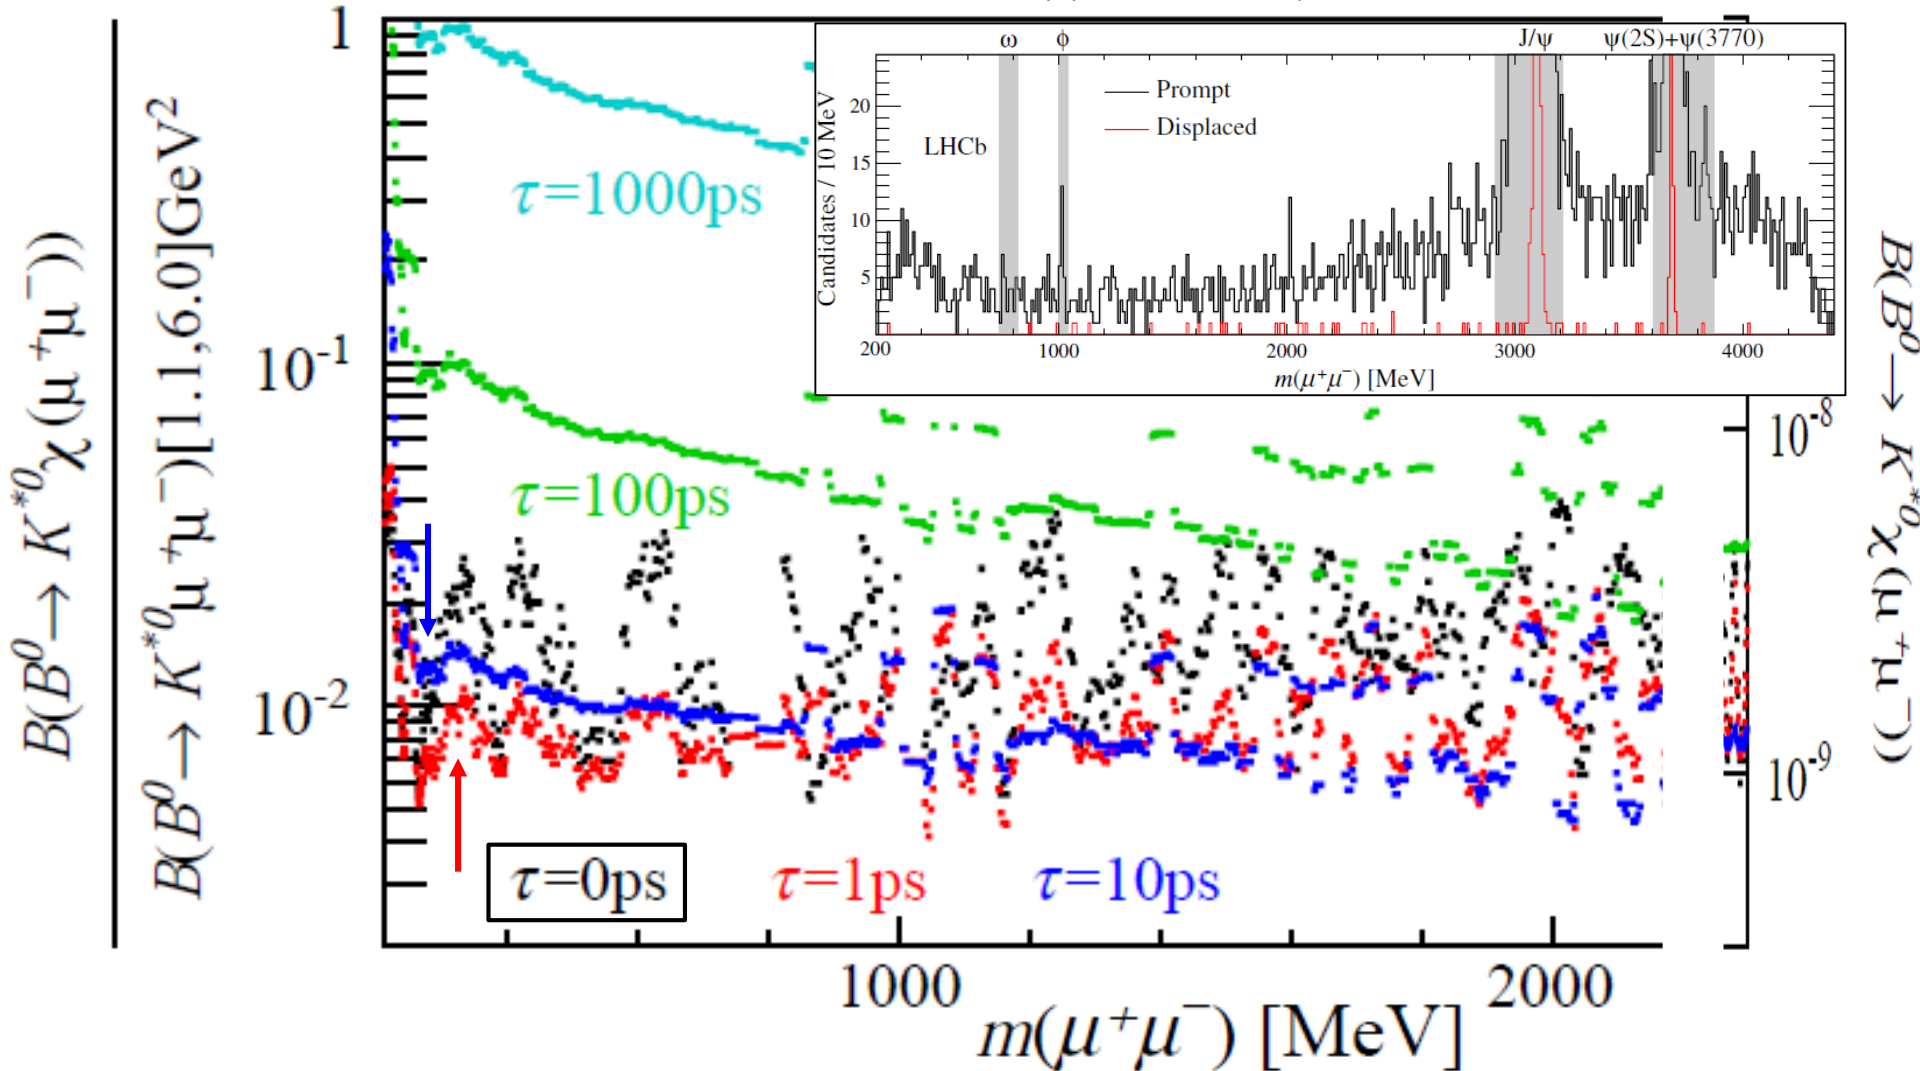 B(B⁰→ K*⁰χ(μ⁺μ⁻))
B(B⁰→ K*⁰μ⁺μ⁻)[1.1,6.0]GeV²
1
10⁻¹
10⁻²
τ=1000ps
τ=100ps
τ=0ps
τ=1ps
τ=10ps
1000
2000
m(μ⁺μ⁻) [MeV]
ω
ϕ
J/ψ
ψ(2S)+ψ(3770)
Candidates / 10 MeV
20
15
10
5
LHCb
Prompt
Displaced
200
1000
2000
3000
4000
m(μ⁺μ⁻) [MeV]
10⁻⁸
10⁻⁹
B(B⁰→ K*⁰χ(μ⁺μ⁻))